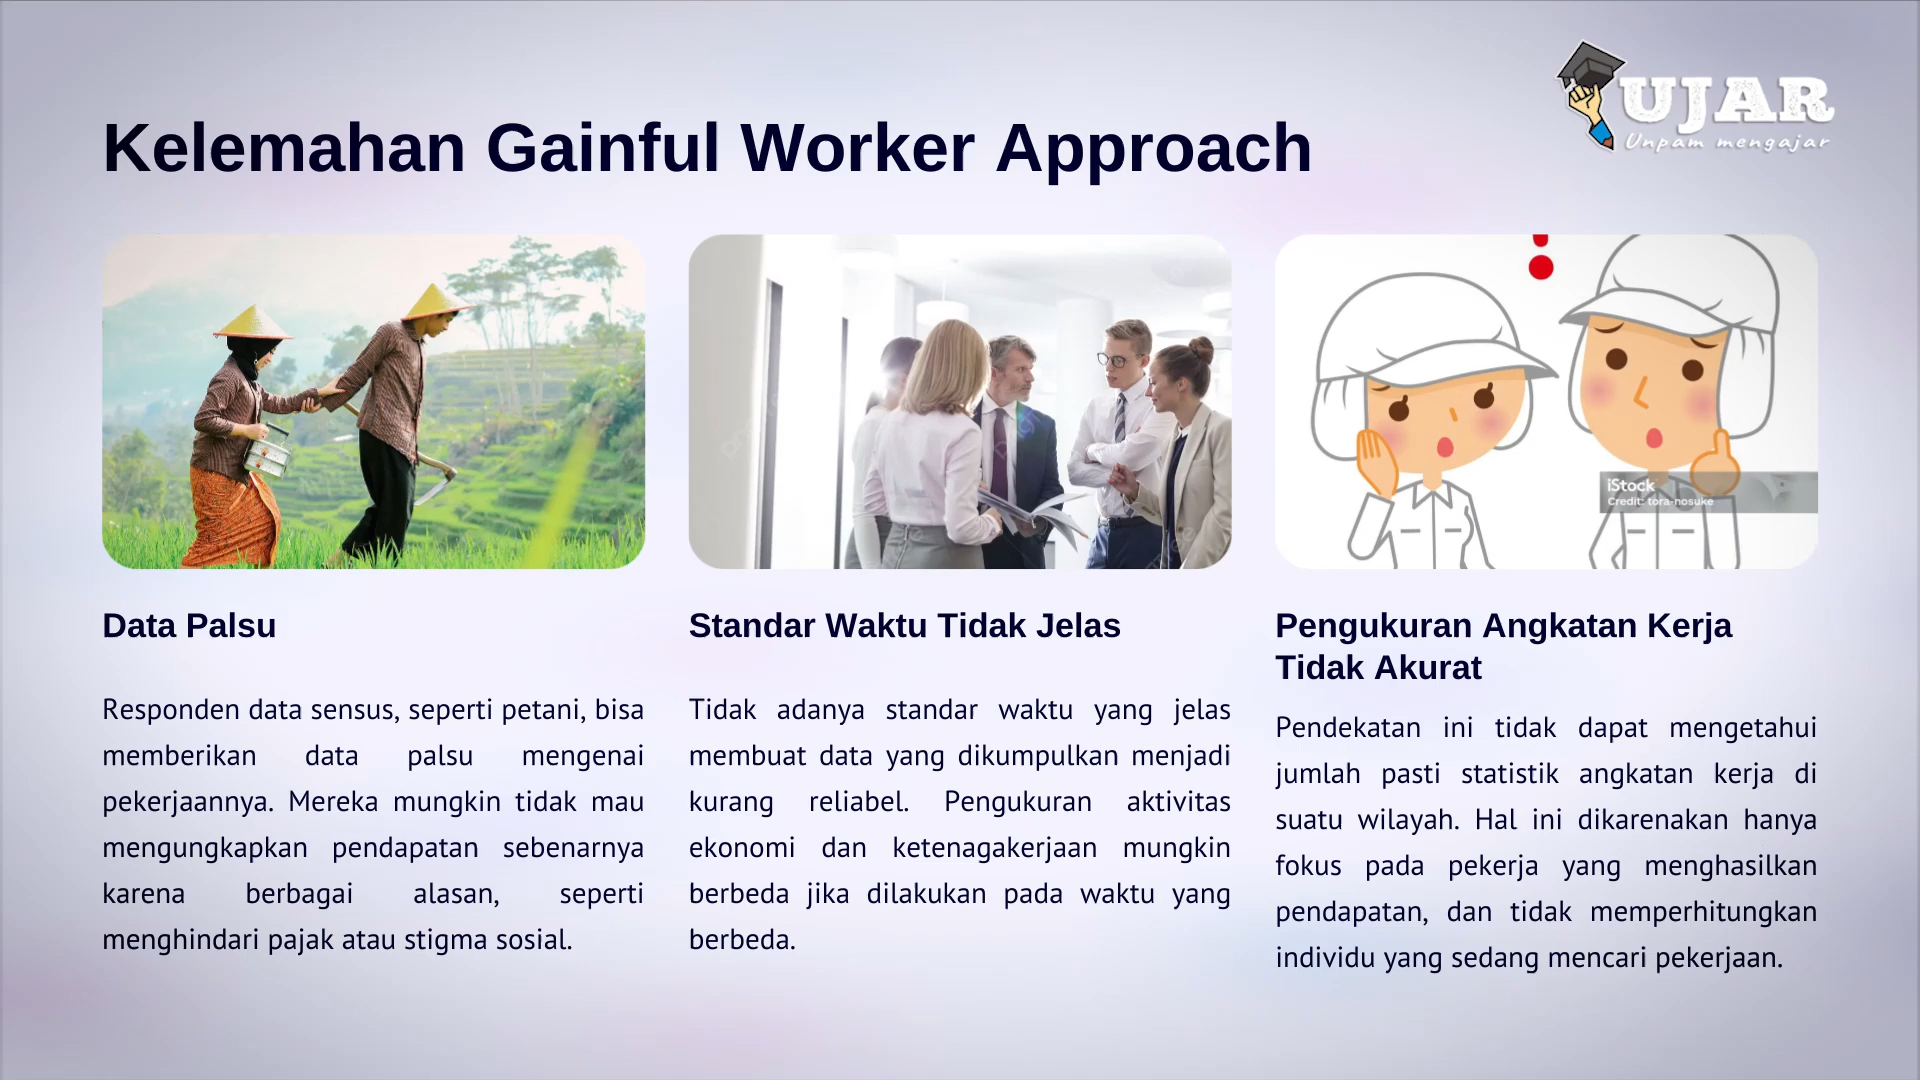 UJAR
Unpam mengajar
Kelemahan Gainful Worker Approach
iStock
Credit: tora-nosuke
Data Palsu
Responden data sensus, seperti petani, bisa
memberikan data palsu mengenai
pekerjaannya. Mereka mungkin tidak mau
mengungkapkan pendapatan sebenarnya
karena berbagai alasan, seperti
menghindari pajak atau stigma sosial.
Standar Waktu Tidak Jelas
Tidak adanya standar waktu yang jelas
membuat data yang dikumpulkan menjadi
kurang reliabel. Pengukuran aktivitas
ekonomi dan ketenagakerjaan mungkin
berbeda jika dilakukan pada waktu yang
berbeda.
Pengukuran Angkatan Kerja
Tidak Akurat
Pendekatan ini tidak dapat mengetahui
jumlah pasti statistik angkatan kerja di
suatu wilayah. Hal ini dikarenakan hanya
fokus pada pekerja yang menghasilkan
pendapatan, dan tidak memperhitungkan
individu yang sedang mencari pekerjaan.